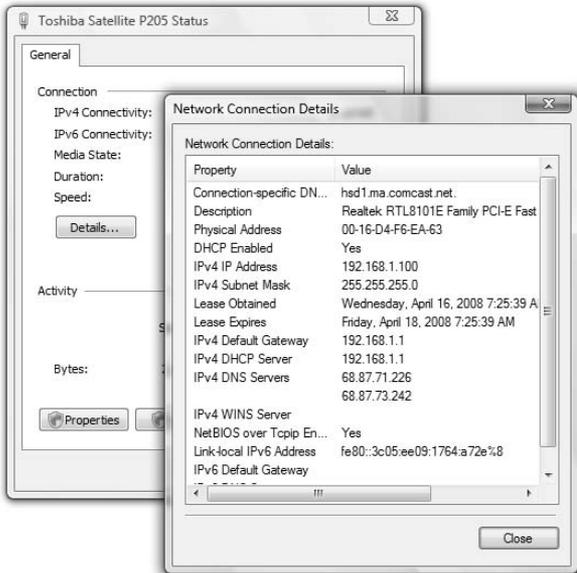 Toshiba Satellite P205 Status
General
Connection
IPv4 Connectivity:
IPv6 Connectivity:
Media State:
Duration:
Speed:
Details...
Activity
Bytes:
Properties
Network Connection Details
Network Connection Details:
Property Value
Connection-specific DN... hsd1.ma.comcast.net.
Description Realtek RTL8101E Family PCI-E Fast
Physical Address 00-16-D4-F6-EA-63
DHCP Enabled Yes
IPv4 IP Address 192.168.1.100
IPv4 Subnet Mask 255.255.255.0
Lease Obtained Wednesday, April 16, 2008 7:25:39 A
Lease Expires Friday, April 18, 2008 7:25:39 AM
IPv4 Default Gateway 192.168.1.1
IPv4 DHCP Server 192.168.1.1
IPv4 DNS Servers 68.87.71.226
68.87.73.242
IPv4 WINS Server
NetBIOS over Tcpip En... Yes
Link-local IPv6 Address fe80::3c05:ee09:1764:a72e%8
IPv6 Default Gateway
Close